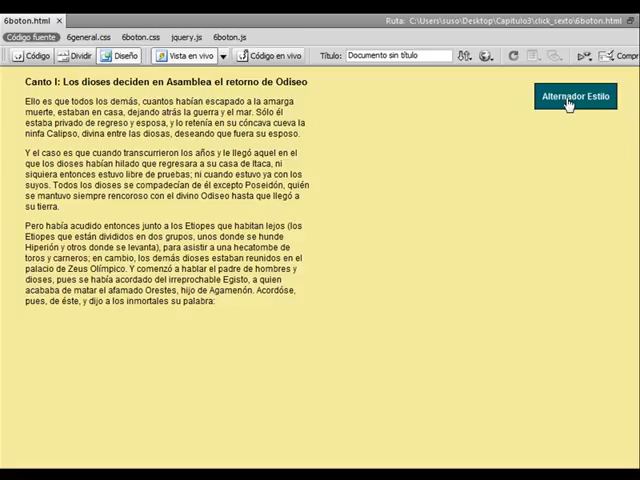 6boton.html × Ruta: C:\Users\suso\Desktop\Capitulo3\click_sexto\6boton.html
Código fuente 6general.css 6boton.css jquery.js 6boton.js
Código Dividir Diseño Vista en vivo Código en vivo Título: Documento sin título Compr
Canto I: Los dioses deciden en Asamblea el retorno de Odiseo
Alternador Estilo
Ello es que todos los demás, cuantos habían escapado a la amarga
muerte, estaban en casa, dejando atrás la guerra y el mar. Sólo él
estaba privado de regreso y esposa, y lo retenía en su cóncava cueva la
ninfa Calipso, divina entre las diosas, deseando que fuera su esposo.
Y el caso es que cuando transcurrieron los años y le llegó aquel en el
que los dioses habían hilado que regresara a su casa de Itaca, ni
siquiera entonces estuvo libre de pruebas; ni cuando estuvo ya con los
suyos. Todos los dioses se compadecían de él excepto Poseidón, quién
se mantuvo siempre rencoroso con el divino Odiseo hasta que llegó a
su tierra.
Pero había acudido entonces junto a los Etiopes que habitan lejos (los
Etiopes que están divididos en dos grupos, unos donde se hunde
Hiperión y otros donde se levanta), para asistir a una hecatombe de
toros y carneros; en cambio, los demás dioses estaban reunidos en el
palacio de Zeus Olímpico. Y comenzó a hablar el padre de hombres y
dioses, pues se había acordado del irreprochable Egisto, a quien
acababa de matar el afamado Orestes, hijo de Agamenón. Acordóse,
pues, de éste, y dijo a los inmortales su palabra: